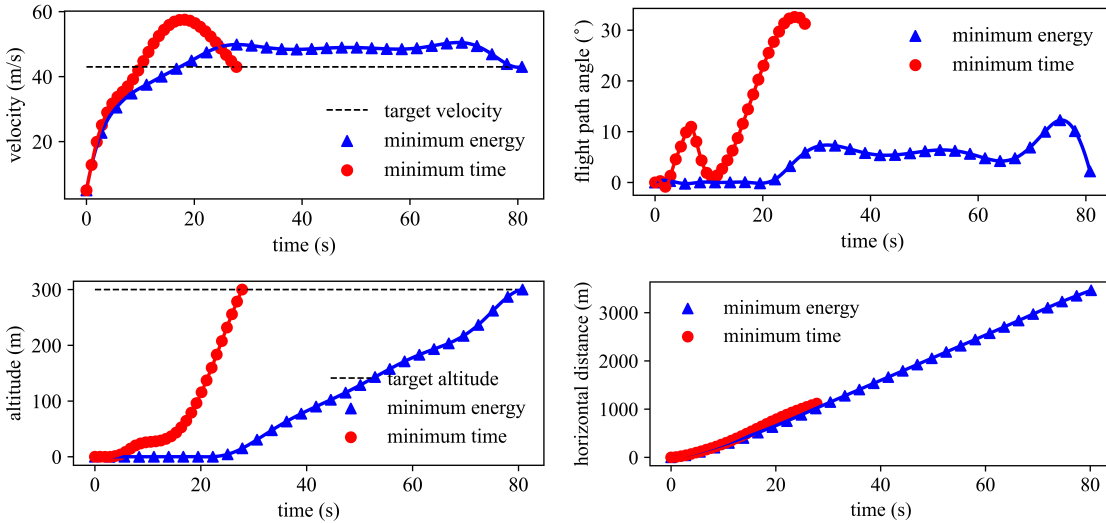 60
40
20
velocity (m/s)
target velocity
minimum energy
minimum time
0 20 40 60 80
time (s)
30
20
10
0
flight path angle (°)
minimum energy
minimum time
0 20 40 60 80
time (s)
300
200
100
0
altitude (m)
target altitude
minimum energy
minimum time
0 20 40 60 80
time (s)
3000
2000
1000
0
horizontal distance (m)
minimum energy
minimum time
0 20 40 60 80
time (s)